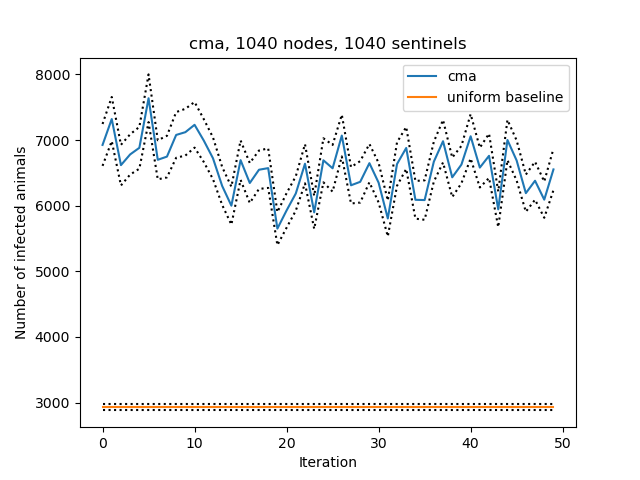 cma, 1040 nodes, 1040 sentinels
cma
uniform baseline
Number of infected animals
8000
7000
6000
5000
4000
3000
0 10 20 30 40 50
Iteration